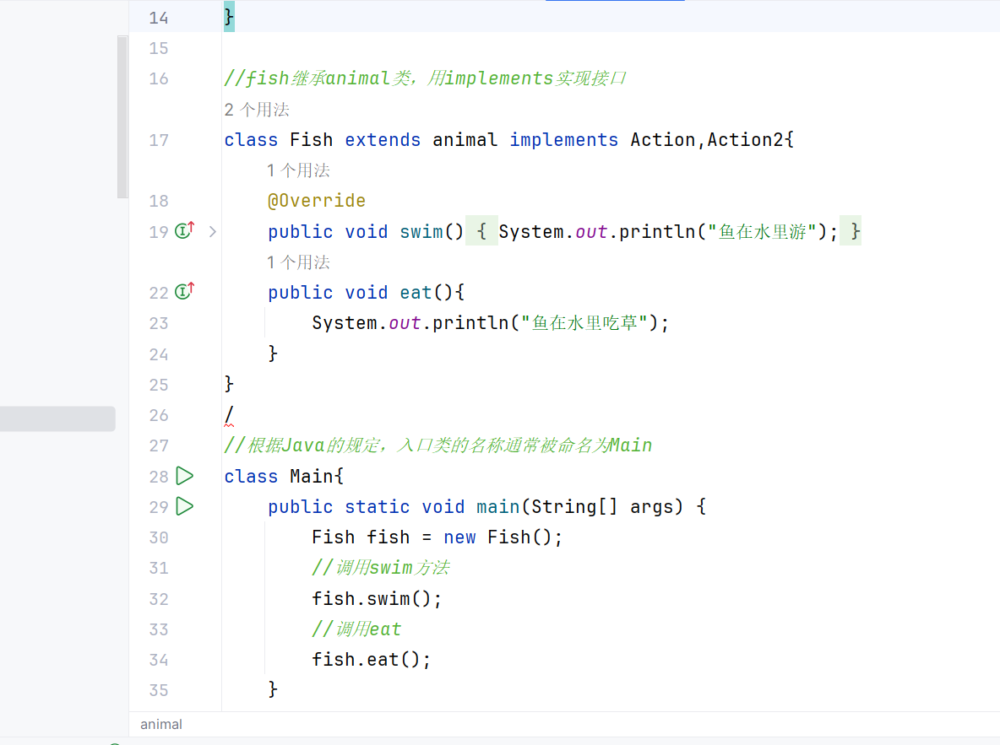 14 }
15
16 //fish继承animal类，用implements实现接口
2 个用法
17 class Fish extends animal implements Action,Action2{
1 个用法
18 @Override
19 public void swim() { System.out.println("鱼在水里游"); }
1 个用法
22 public void eat(){
23 System.out.println("鱼在水里吃草");
24 }
25 }
26 /
27 //根据Java的规定，入口类的名称通常被命名为Main
28 class Main{
29 public static void main(String[] args) {
30 Fish fish = new Fish();
31 //调用swim方法
32 fish.swim();
33 //调用eat
34 fish.eat();
35 }
animal